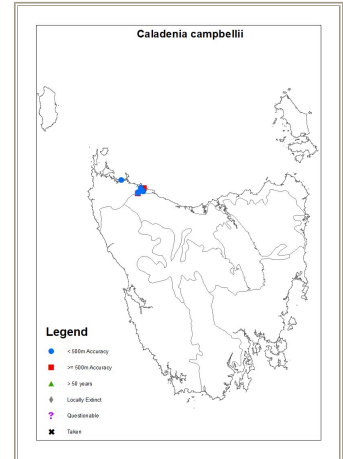 Caladenia campbellii
Legend
< 500m Accuracy
>= 500m Accuracy
> 50 years
Locally Extinct
? Questionable
Taken